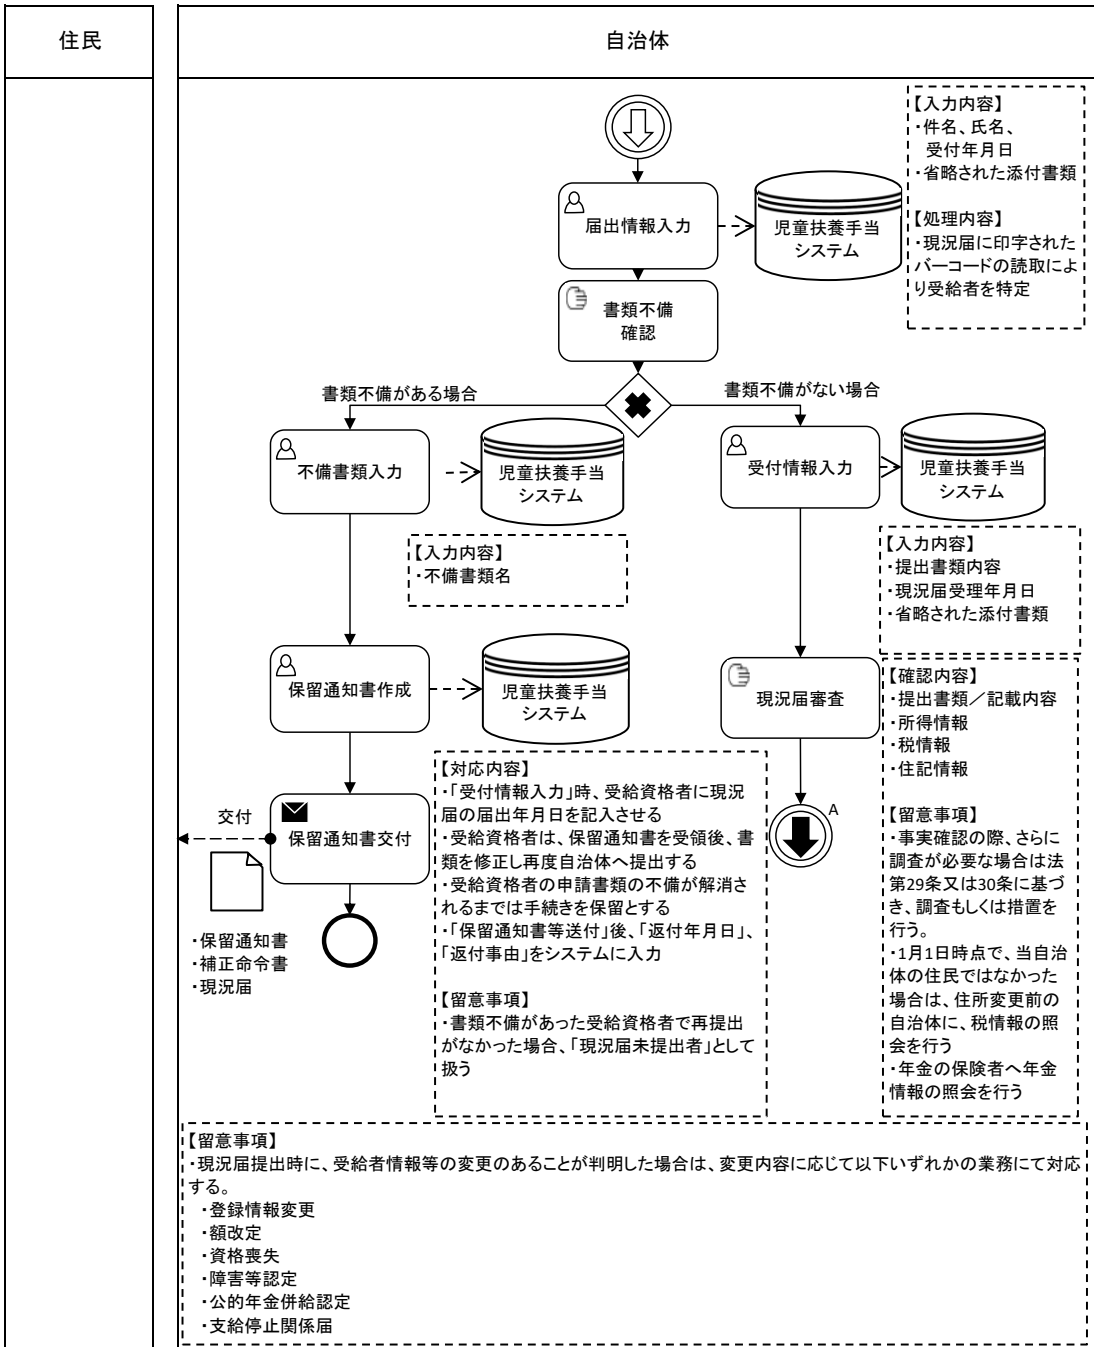 住民
自治体
【入力内容】
・件名、氏名、
受付年月日
・省略された添付書類
【処理内容】
・現況届に印字された
バーコードの読取によ
り受給者を特定
届出情報入力
児童扶養手当
システム
書類不備
確認
書類不備がある場合
書類不備がない場合
不備書類入力
児童扶養手当
システム
受付情報入力
児童扶養手当
システム
【入力内容】
・不備書類名
【入力内容】
・提出書類内容
・現況届受理年月日
・省略された添付書類
保留通知書作成
児童扶養手当
システム
現況届審査
【確認内容】
・提出書類／記載内容
・所得情報
・税情報
・住記情報
【留意事項】
・事実確認の際、さらに
調査が必要な場合は法
第29条又は30条に基づ
き、調査もしくは措置を
行う。
・1月1日時点で、当自治
体の住民ではなかった
場合は、住所変更前の
自治体に、税情報の照
会を行う
・年金の保険者へ年金
情報の照会を行う
A
【対応内容】
・「受付情報入力」時、受給資格者に現況
届の届出年月日を記入させる
・受給資格者は、保留通知書を受領後、書
類を修正し再度自治体へ提出する
・受給資格者の申請書類の不備が解消さ
れるまでは手続きを保留とする
・「保留通知書等送付」後、「返付年月日」、
「返付事由」をシステムに入力
【留意事項】
・書類不備があった受給資格者で再提出
がなかった場合、「現況届未提出者」として
扱う
交付
保留通知書交付
・保留通知書
・補正命令書
・現況届
【留意事項】
・現況届提出時に、受給者情報等の変更のあることが判明した場合は、変更内容に応じて以下いずれかの業務にて対応
する。
・登録情報変更
・額改定
・資格喪失
・障害等認定
・公的年金併給認定
・支給停止関係届